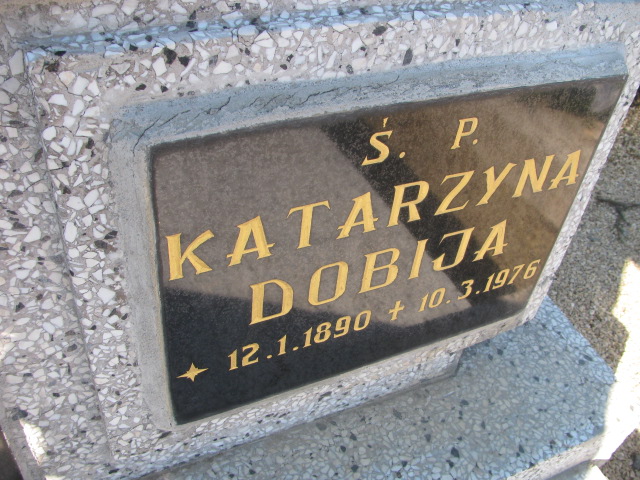 Ś. P.
KATARZYNA
DOBIJA
✦ 12.1.1890 + 10.3.1976